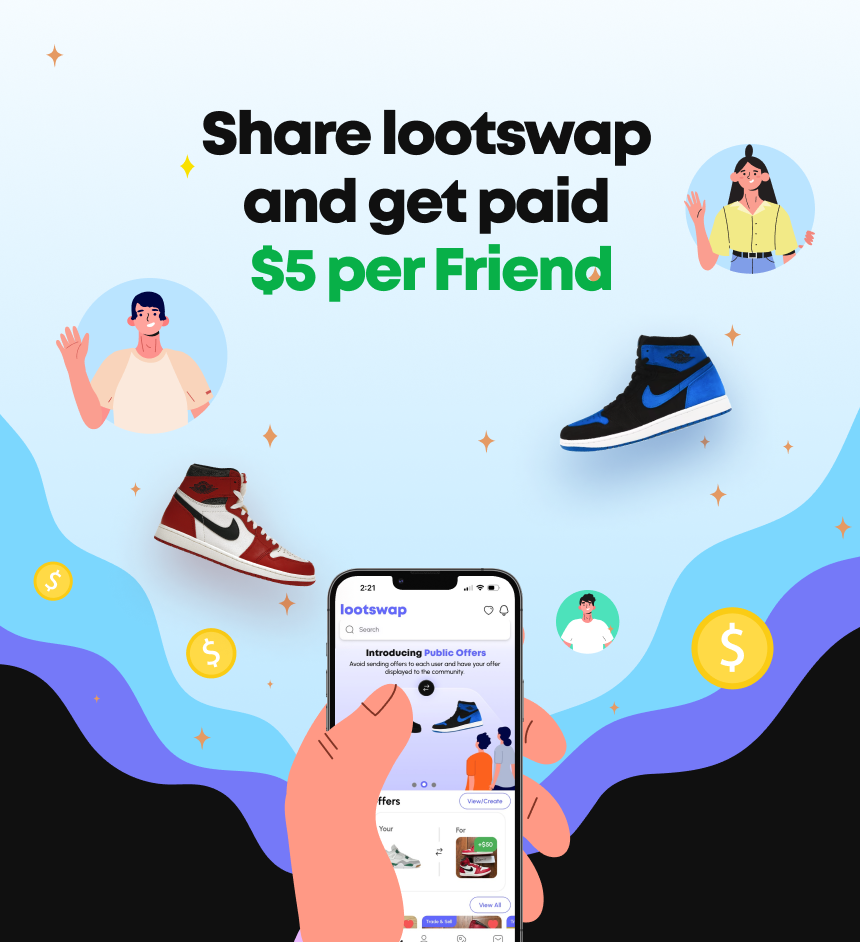 Share lootswap
and get paid
$5 per Friend
2:21
lootswap
Search
Introducing Public Offers
Avoid sending offers to each user and have your offer
displayed to the community.
ffers
View/Create
Your
For
+$50
View All
Trade & Sell